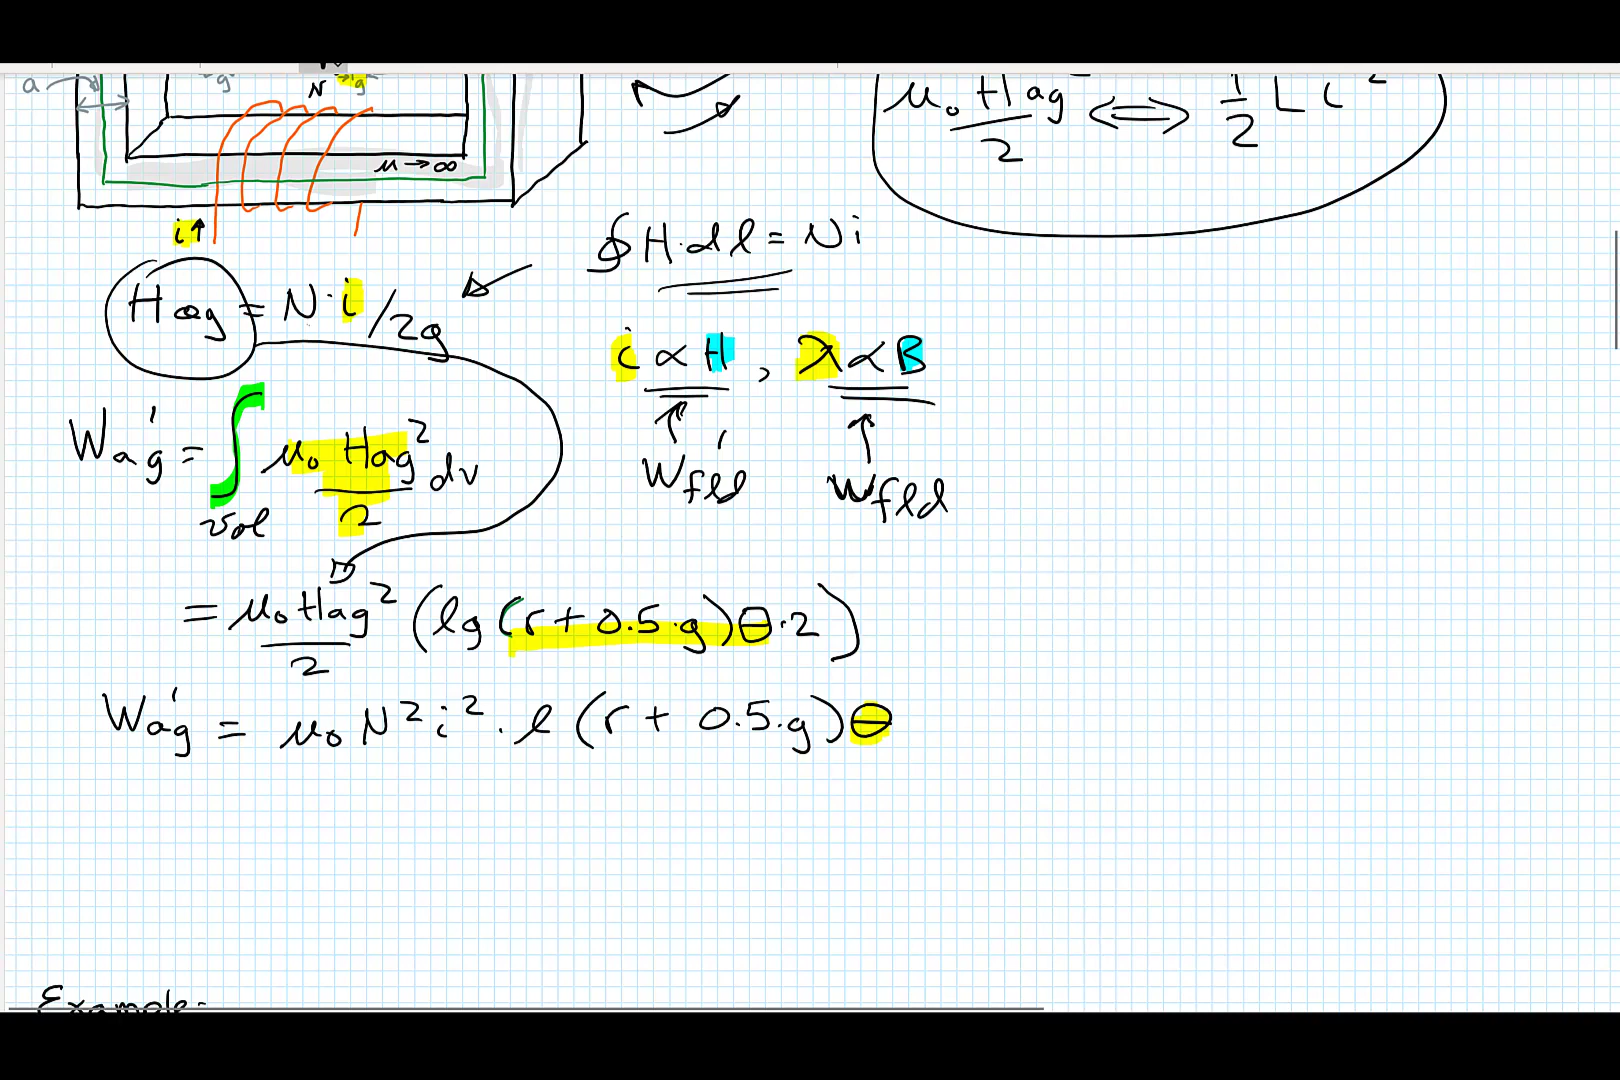 a g N g
μ → ∞
i↑
μ₀ Hag² / 2 ⇔ 1/2 L i²
∮ H·dl = Ni
Hag = N·i / 2g
i ∝ H, λ ∝ B
W'fld Wfld
W'ag = ∫vol μ₀ Hag² / 2 dv
= μ₀ Hag² / 2 (lg (r + 0.5·g) θ·2)
W'ag = μ₀ N² i² · l (r + 0.5·g) θ
Example: